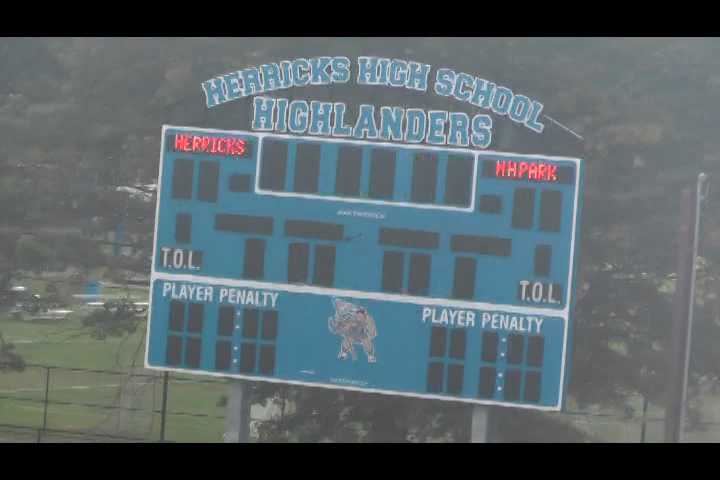 HERRICKS HIGH SCHOOL
HIGHLANDERS
HERRICKS
NHPARK
T.O.L.
T.O.L.
PLAYER PENALTY
PLAYER PENALTY